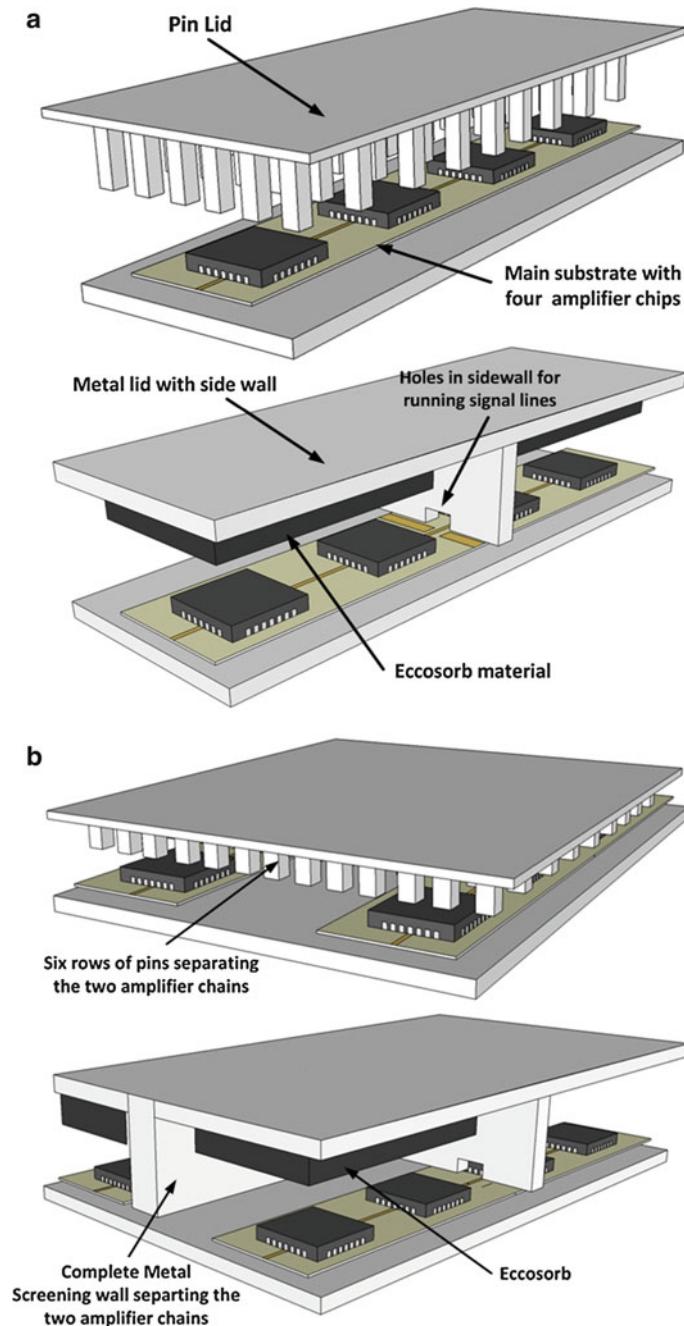 a
Pin Lid
Main substrate with
four amplifier chips
Metal lid with side wall
Holes in sidewall for
running signal lines
Eccosorb material
b
Six rows of pins separating
the two amplifier chains
Complete Metal
Screening wall separting the
two amplifier chains
Eccosorb